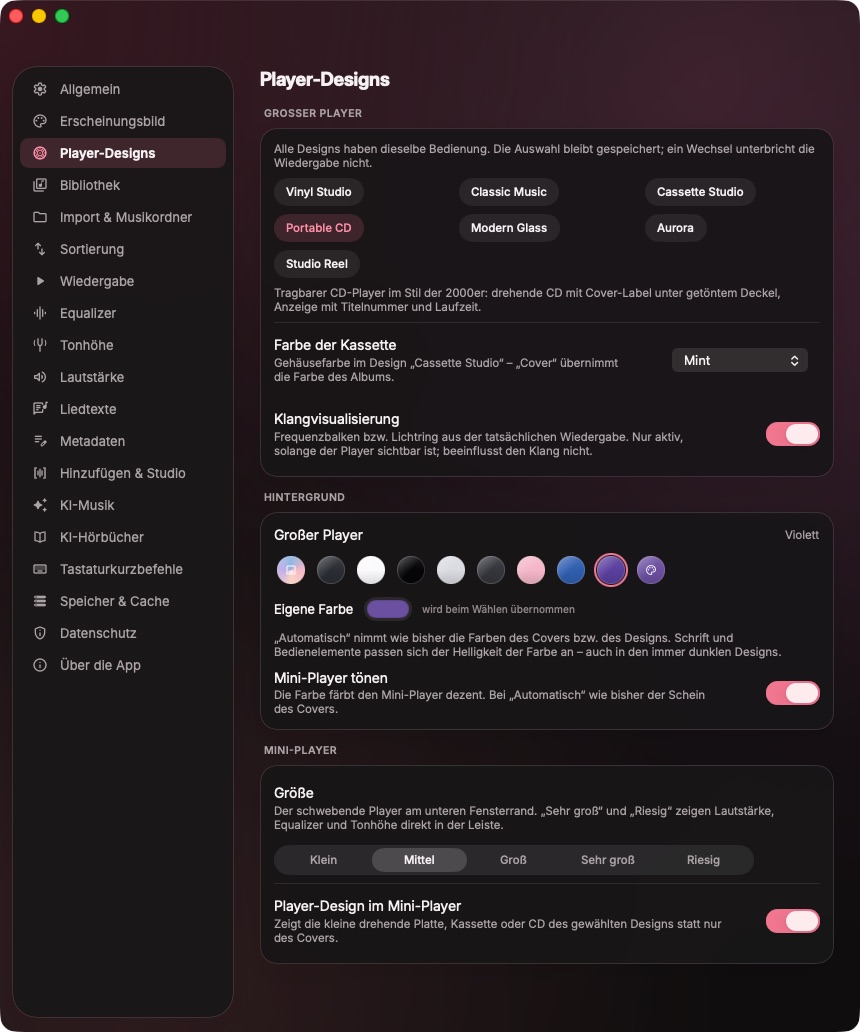 Allgemein
Erscheinungsbild
Player-Designs
Bibliothek
Import & Musikordner
Sortierung
Wiedergabe
Equalizer
Tonhöhe
Lautstärke
Liedtexte
Metadaten
Hinzufügen & Studio
KI-Musik
KI-Hörbücher
Tastaturkurzbefehle
Speicher & Cache
Datenschutz
Über die App
Player-Designs
GROSSER PLAYER
Alle Designs haben dieselbe Bedienung. Die Auswahl bleibt gespeichert; ein Wechsel unterbricht die
Wiedergabe nicht.
Vinyl Studio
Classic Music
Cassette Studio
Portable CD
Modern Glass
Aurora
Studio Reel
Tragbarer CD-Player im Stil der 2000er: drehende CD mit Cover-Label unter getöntem Deckel,
Anzeige mit Titelnummer und Laufzeit.
Farbe der Kassette
Gehäusefarbe im Design „Cassette Studio“ – „Cover“ übernimmt
die Farbe des Albums.
Mint
Klangvisualisierung
Frequenzbalken bzw. Lichtring aus der tatsächlichen Wiedergabe. Nur aktiv,
solange der Player sichtbar ist; beeinflusst den Klang nicht.
HINTERGRUND
Großer Player
Violett
Eigene Farbe
wird beim Wählen übernommen
„Automatisch“ nimmt wie bisher die Farben des Covers bzw. des Designs. Schrift und
Bedienelemente passen sich der Helligkeit der Farbe an – auch in den immer dunklen Designs.
Mini-Player tönen
Die Farbe färbt den Mini-Player dezent. Bei „Automatisch“ wie bisher der Schein
des Covers.
MINI-PLAYER
Größe
Der schwebende Player am unteren Fensterrand. „Sehr groß“ und „Riesig“ zeigen Lautstärke,
Equalizer und Tonhöhe direkt in der Leiste.
Klein
Mittel
Groß
Sehr groß
Riesig
Player-Design im Mini-Player
Zeigt die kleine drehende Platte, Kassette oder CD des gewählten Designs statt nur
des Covers.